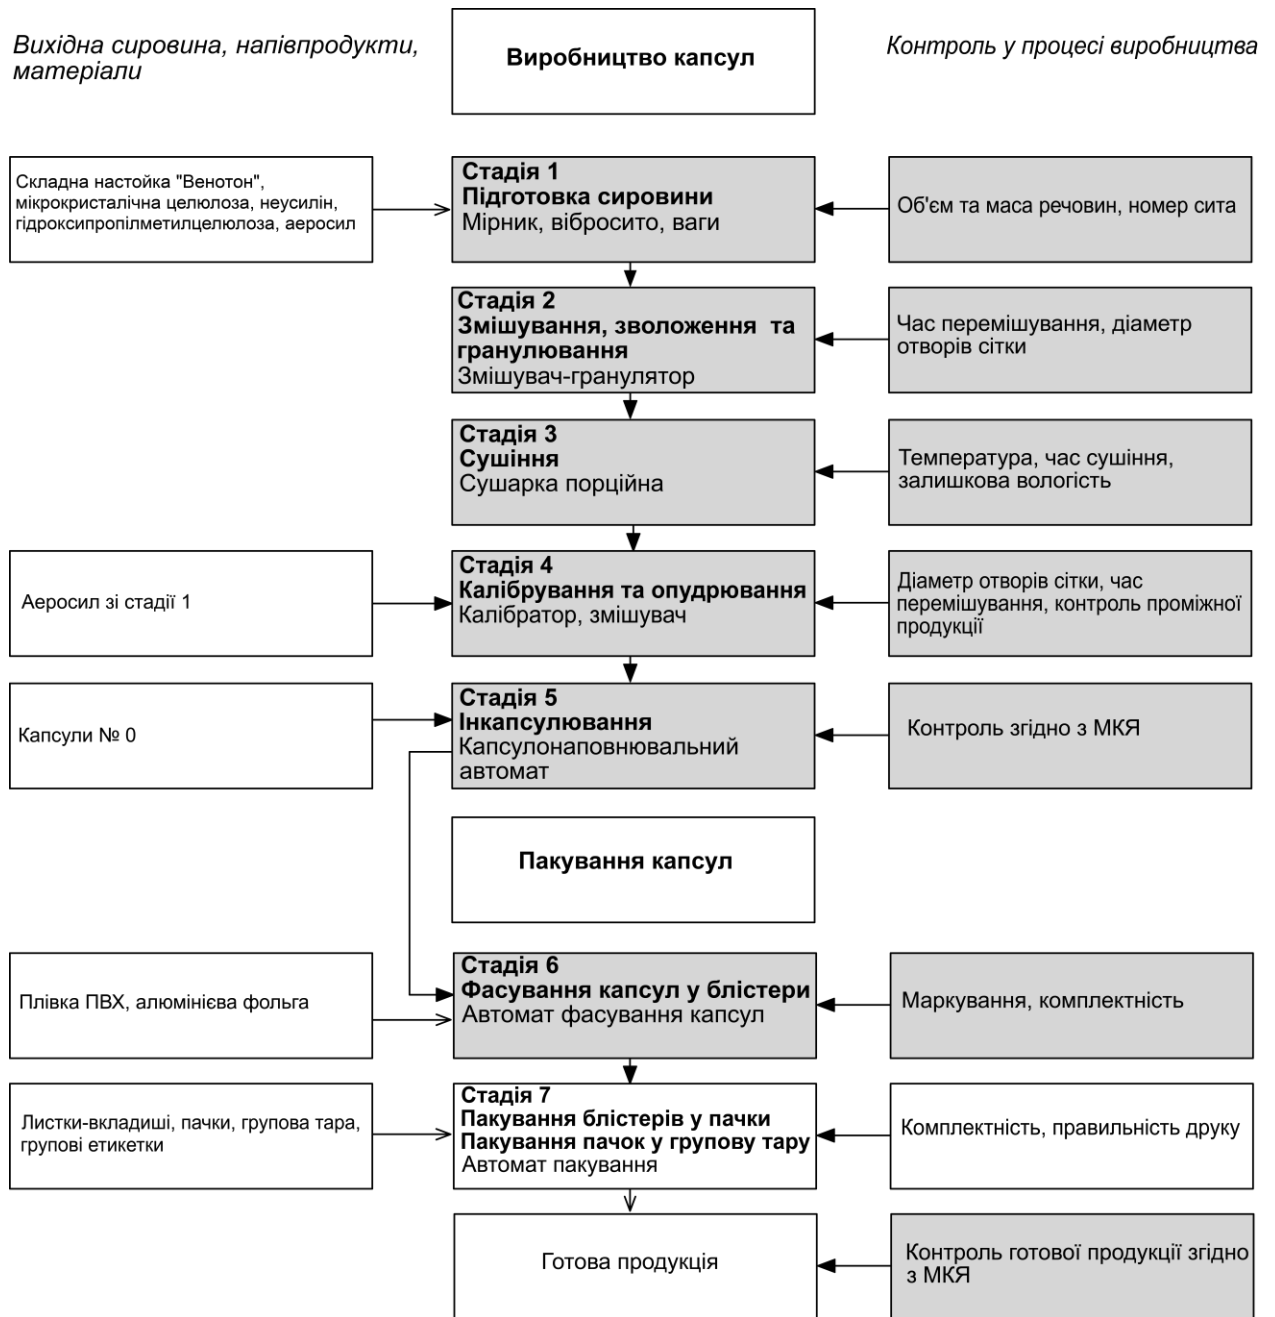 Вихідна сировина, напівпродукти,
матеріали
Виробництво капсул
Контроль у процесі виробництва
Складна настойка "Венотон",
мікрокристалічна целюлоза, неусилін,
гідроксипропілметилцелюлоза, аеросил
Стадія 1
Підготовка сировини
Мірник, вібросито, ваги
Об'єм та маса речовин, номер сита
Стадія 2
Змішування, зволоження та
гранулювання
Змішувач-гранулятор
Час перемішування, діаметр
отворів сітки
Стадія 3
Сушіння
Сушарка порційна
Температура, час сушіння,
залишкова вологість
Аеросил зі стадії 1
Стадія 4
Калібрування та опудрювання
Калібратор, змішувач
Діаметр отворів сітки, час
перемішування, контроль проміжної
продукції
Капсули № 0
Стадія 5
Інкапсулювання
Капсулонаповнювальний
автомат
Контроль згідно з МКЯ
Пакування капсул
Плівка ПВХ, алюмінієва фольга
Стадія 6
Фасування капсул у блістери
Автомат фасування капсул
Маркування, комплектність
Листки-вкладиші, пачки, групова тара,
групові етикетки
Стадія 7
Пакування блістерів у пачки
Пакування пачок у групову тару
Автомат пакування
Комплектність, правильність друку
Готова продукція
Контроль готової продукції згідно
з МКЯ